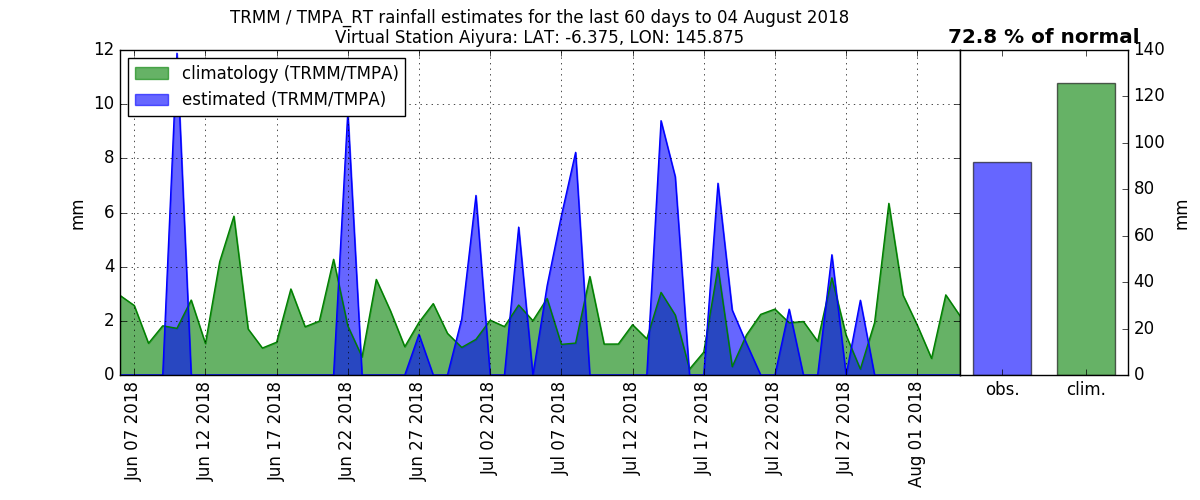 TRMM / TMPA_RT rainfall estimates for the last 60 days to 04 August 2018
Virtual Station Aiyura: LAT: -6.375, LON: 145.875
72.8 % of normal
climatology (TRMM/TMPA)
estimated (TRMM/TMPA)
12
10
8
6
4
2
0
mm
Jun 07 2018
Jun 12 2018
Jun 17 2018
Jun 22 2018
Jun 27 2018
Jul 02 2018
Jul 07 2018
Jul 12 2018
Jul 17 2018
Jul 22 2018
Jul 27 2018
Aug 01 2018
obs.
clim.
140
120
100
80
60
40
20
0
mm